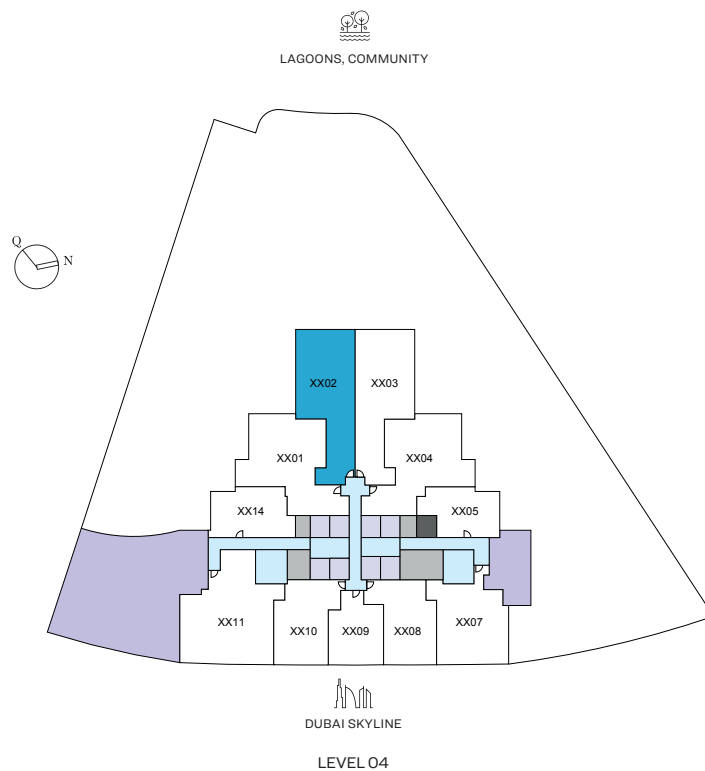 LAGOONS, COMMUNITY
Q
N
XX02
XX03
XX01
XX04
XX14
XX05
XX11
XX10
XX09
XX08
XX07
DUBAI SKYLINE
LEVEL 04